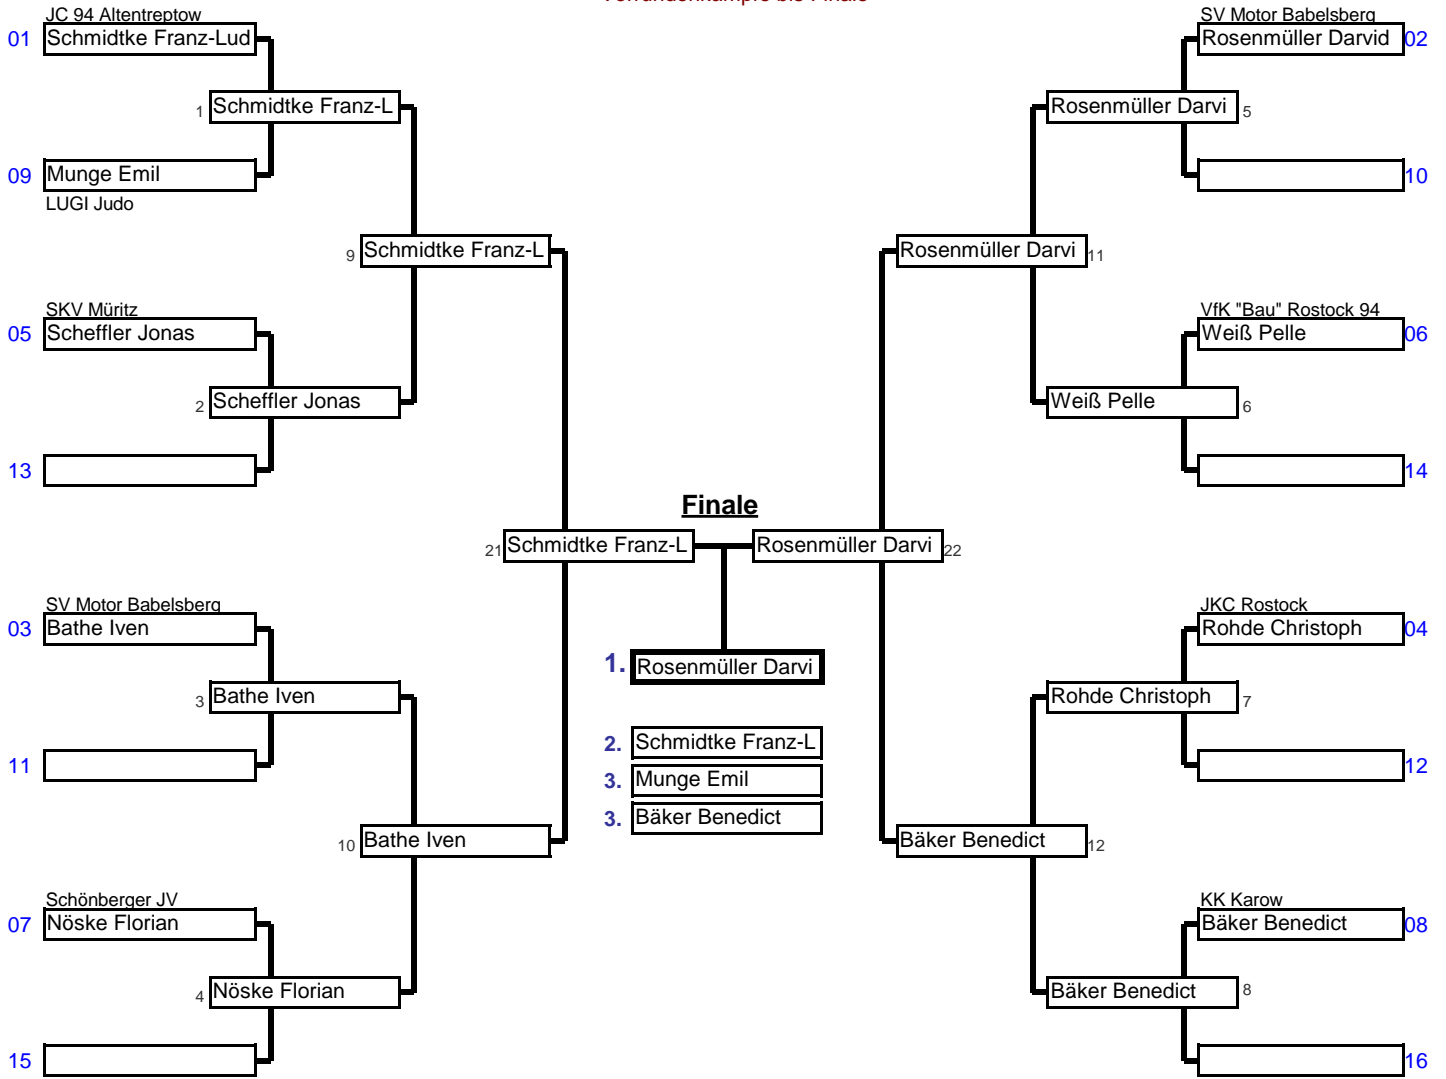 Vorrundenkämpfe bis Finale
JC 94 Altentreptow
01 Schmidtke Franz-Lud
1 Schmidtke Franz-L
09 Munge Emil
LUGI Judo
9 Schmidtke Franz-L
SKV Müritz
05 Scheffler Jonas
2 Scheffler Jonas
13
21 Schmidtke Franz-L
SV Motor Babelsberg
03 Bathe Iven
3 Bathe Iven
11
10 Bathe Iven
Schönberger JV
07 Nöske Florian
4 Nöske Florian
15
Finale
1. Rosenmüller Darvi
2. Schmidtke Franz-L
3. Munge Emil
3. Bäker Benedict
SV Motor Babelsberg
Rosenmüller Darvid 02
Rosenmüller Darvi 5
10
Rosenmüller Darvi 11
VfK "Bau" Rostock 94
Weiß Pelle 06
Weiß Pelle 6
14
Rosenmüller Darvi 22
JKC Rostock
Rohde Christoph 04
Rohde Christoph 7
12
Bäker Benedict 12
KK Karow
Bäker Benedict 08
Bäker Benedict 8
16